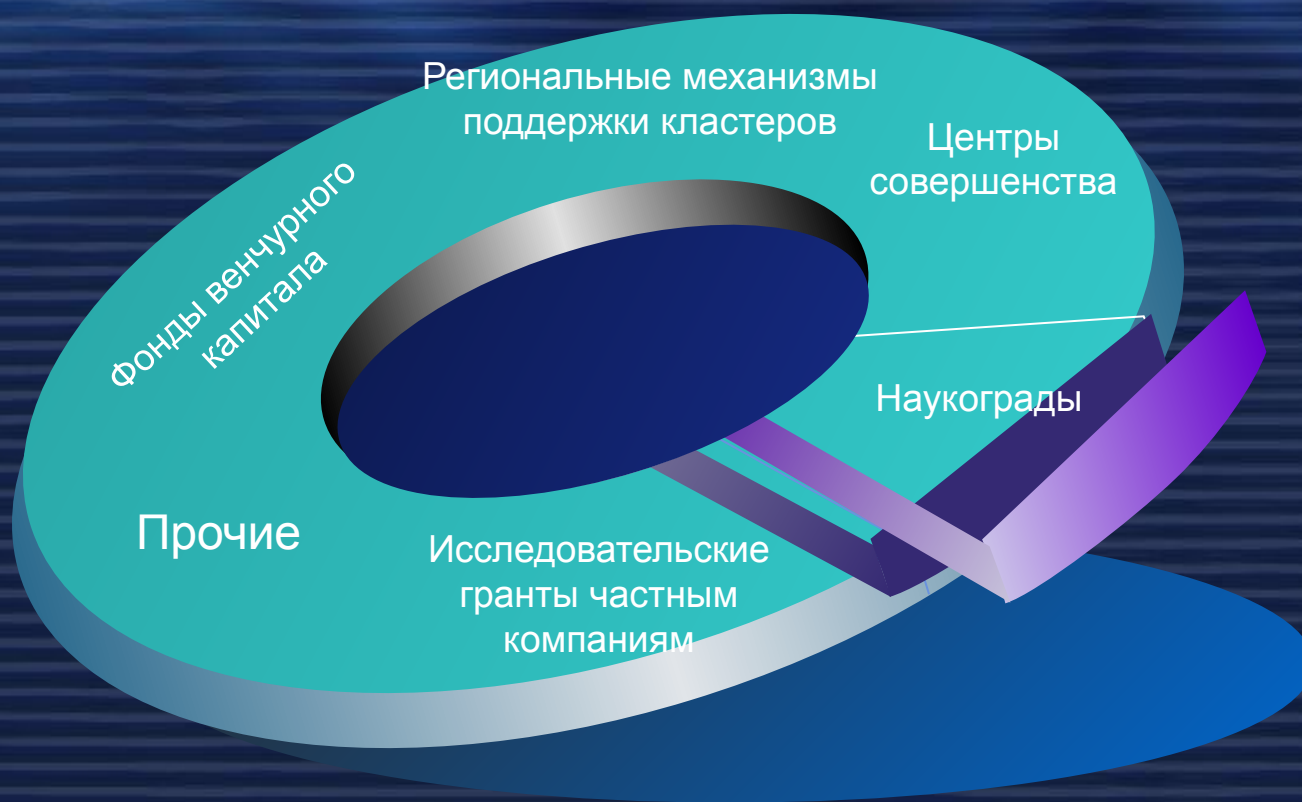 Региональные механизмы
поддержки кластеров
Центры
совершенства
Фонды венчурного
капитала
Наукограды
Прочие
Исследовательские
гранты частным
компаниям